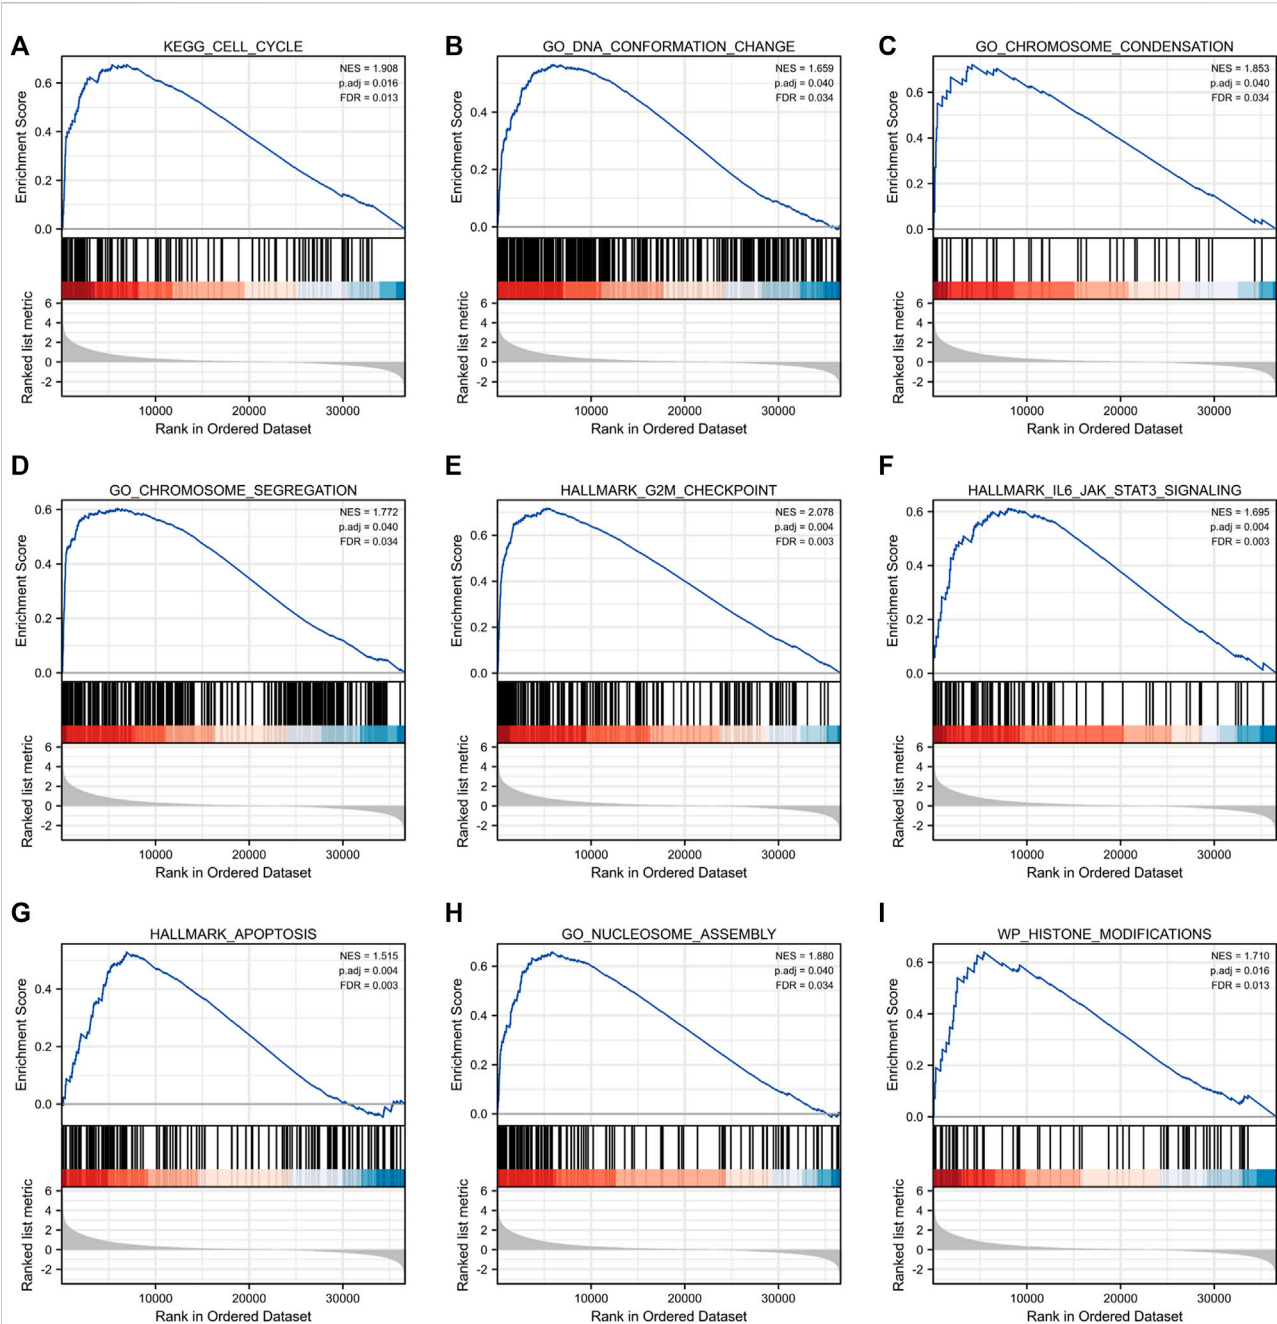 A
KEGG_CELL_CYCLE
NES = 1.908
p.adj = 0.016
FDR = 0.013
Enrichment Score
0.6
0.4
0.2
0.0
Ranked list metric
6
4
2
0
-2
10000 20000 30000
Rank in Ordered Dataset
B
GO_DNA_CONFORMATION_CHANGE
NES = 1.659
p.adj = 0.040
FDR = 0.034
Enrichment Score
0.4
0.2
0.0
Ranked list metric
6
4
2
0
-2
10000 20000 30000
Rank in Ordered Dataset
C
GO_CHROMOSOME_CONDENSATION
NES = 1.853
p.adj = 0.040
FDR = 0.034
Enrichment Score
0.6
0.4
0.2
0.0
Ranked list metric
6
4
2
0
-2
10000 20000 30000
Rank in Ordered Dataset
D
GO_CHROMOSOME_SEGREGATION
NES = 1.772
p.adj = 0.040
FDR = 0.034
Enrichment Score
0.6
0.4
0.2
0.0
Ranked list metric
6
4
2
0
-2
10000 20000 30000
Rank in Ordered Dataset
E
HALLMARK_G2M_CHECKPOINT
NES = 2.078
p.adj = 0.004
FDR = 0.003
Enrichment Score
0.6
0.4
0.2
0.0
Ranked list metric
6
4
2
0
-2
10000 20000 30000
Rank in Ordered Dataset
F
HALLMARK_IL6_JAK_STAT3_SIGNALING
NES = 1.695
p.adj = 0.004
FDR = 0.003
Enrichment Score
0.6
0.4
0.2
0.0
Ranked list metric
6
4
2
0
-2
10000 20000 30000
Rank in Ordered Dataset
G
HALLMARK_APOPTOSIS
NES = 1.515
p.adj = 0.004
FDR = 0.003
Enrichment Score
0.4
0.2
0.0
Ranked list metric
6
4
2
0
-2
10000 20000 30000
Rank in Ordered Dataset
H
GO_NUCLEOSOME_ASSEMBLY
NES = 1.880
p.adj = 0.040
FDR = 0.034
Enrichment Score
0.6
0.4
0.2
0.0
Ranked list metric
6
4
2
0
-2
10000 20000 30000
Rank in Ordered Dataset
I
WP_HISTONE_MODIFICATIONS
NES = 1.710
p.adj = 0.016
FDR = 0.013
Enrichment Score
0.6
0.4
0.2
0.0
Ranked list metric
6
4
2
0
-2
10000 20000 30000
Rank in Ordered Dataset